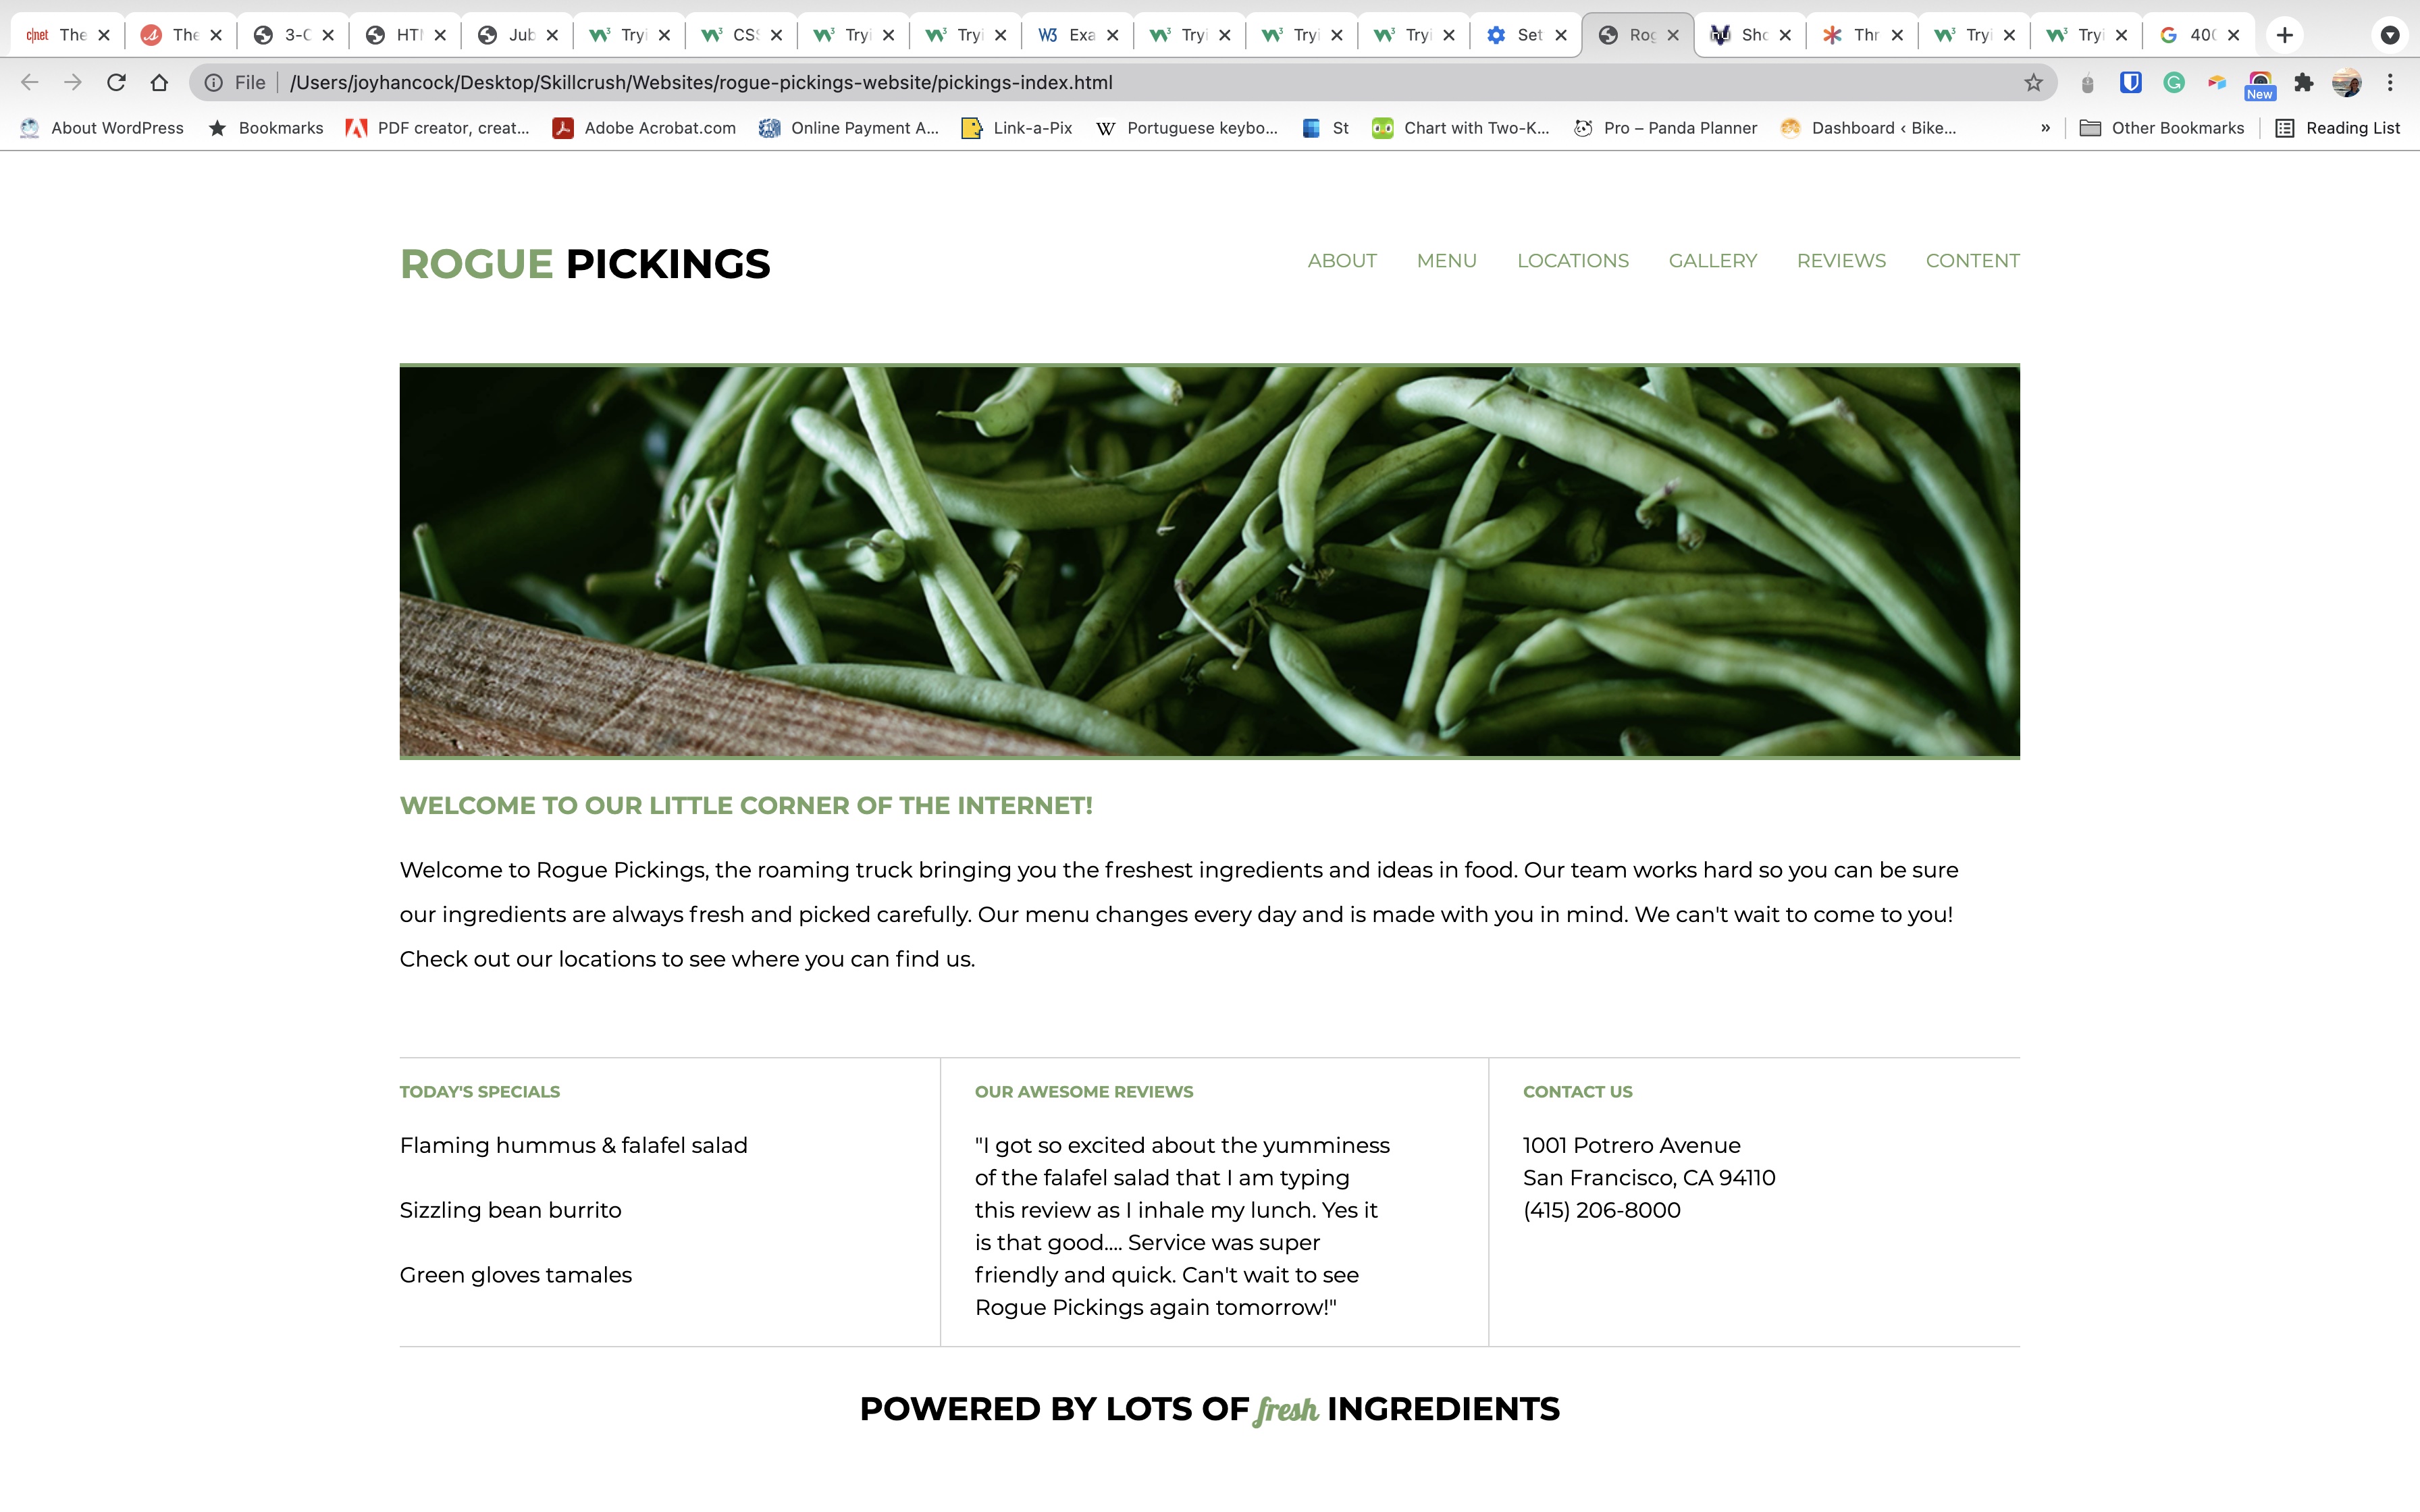 c|net The
The
3-C
HTM
Jub
Tryi
CSS
Tryi
Tryi
W3 Exa
Tryi
Tryi
Tryi
Set
Rog
Sho
Thr
Tryi
Tryi
400
File /Users/joyhancock/Desktop/Skillcrush/Websites/rogue-pickings-website/pickings-index.html
New
About WordPress Bookmarks PDF creator, creat... Adobe Acrobat.com Online Payment A... Link-a-Pix W Portuguese keybo... St Chart with Two-K... Pro – Panda Planner Dashboard ‹ Bike... » Other Bookmarks Reading List
ROGUE PICKINGS
ABOUT MENU LOCATIONS GALLERY REVIEWS CONTENT
WELCOME TO OUR LITTLE CORNER OF THE INTERNET!
Welcome to Rogue Pickings, the roaming truck bringing you the freshest ingredients and ideas in food. Our team works hard so you can be sure
our ingredients are always fresh and picked carefully. Our menu changes every day and is made with you in mind. We can't wait to come to you!
Check out our locations to see where you can find us.
TODAY'S SPECIALS
Flaming hummus & falafel salad
Sizzling bean burrito
Green gloves tamales
OUR AWESOME REVIEWS
"I got so excited about the yumminess
of the falafel salad that I am typing
this review as I inhale my lunch. Yes it
is that good.... Service was super
friendly and quick. Can't wait to see
Rogue Pickings again tomorrow!"
CONTACT US
1001 Potrero Avenue
San Francisco, CA 94110
(415) 206-8000
POWERED BY LOTS OF fresh INGREDIENTS